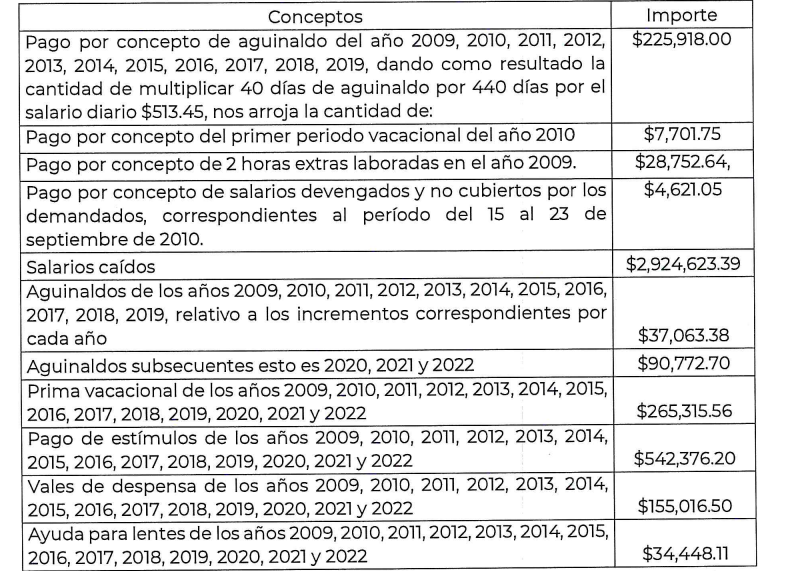 Conceptos Importe
Pago por concepto de aguinaldo del año 2009, 2010, 2011, 2012, $225,918.00
2013, 2014, 2015, 2016, 2017, 2018, 2019, dando como resultado la
cantidad de multiplicar 40 días de aguinaldo por 440 días por el
salario diario $513.45, nos arroja la cantidad de:
Pago por concepto del primer periodo vacacional del año 2010 $7,701.75
Pago por concepto de 2 horas extras laboradas en el año 2009. $28,752.64,
Pago por concepto de salarios devengados y no cubiertos por los $4,621.05
demandados, correspondientes al período del 15 al 23 de
septiembre de 2010.
Salarios caídos $2,924,623.39
Aguinaldos de los años 2009, 2010, 2011, 2012, 2013, 2014, 2015, 2016,
2017, 2018, 2019, relativo a los incrementos correspondientes por
cada año $37,063.38
Aguinaldos subsecuentes esto es 2020, 2021 y 2022 $90,772.70
Prima vacacional de los años 2009, 2010, 2011, 2012, 2013, 2014, 2015,
2016, 2017, 2018, 2019, 2020, 2021 y 2022 $265,315.56
Pago de estímulos de los años 2009, 2010, 2011, 2012, 2013, 2014,
2015, 2016, 2017, 2018, 2019, 2020, 2021 y 2022 $542,376.20
Vales de despensa de los años 2009, 2010, 2011, 2012, 2013, 2014,
2015, 2016, 2017, 2018, 2019, 2020, 2021 y 2022 $155,016.50
Ayuda para lentes de los años 2009, 2010, 2011, 2012, 2013, 2014, 2015,
2016, 2017, 2018, 2019, 2020, 2021 y 2022 $34,448.11